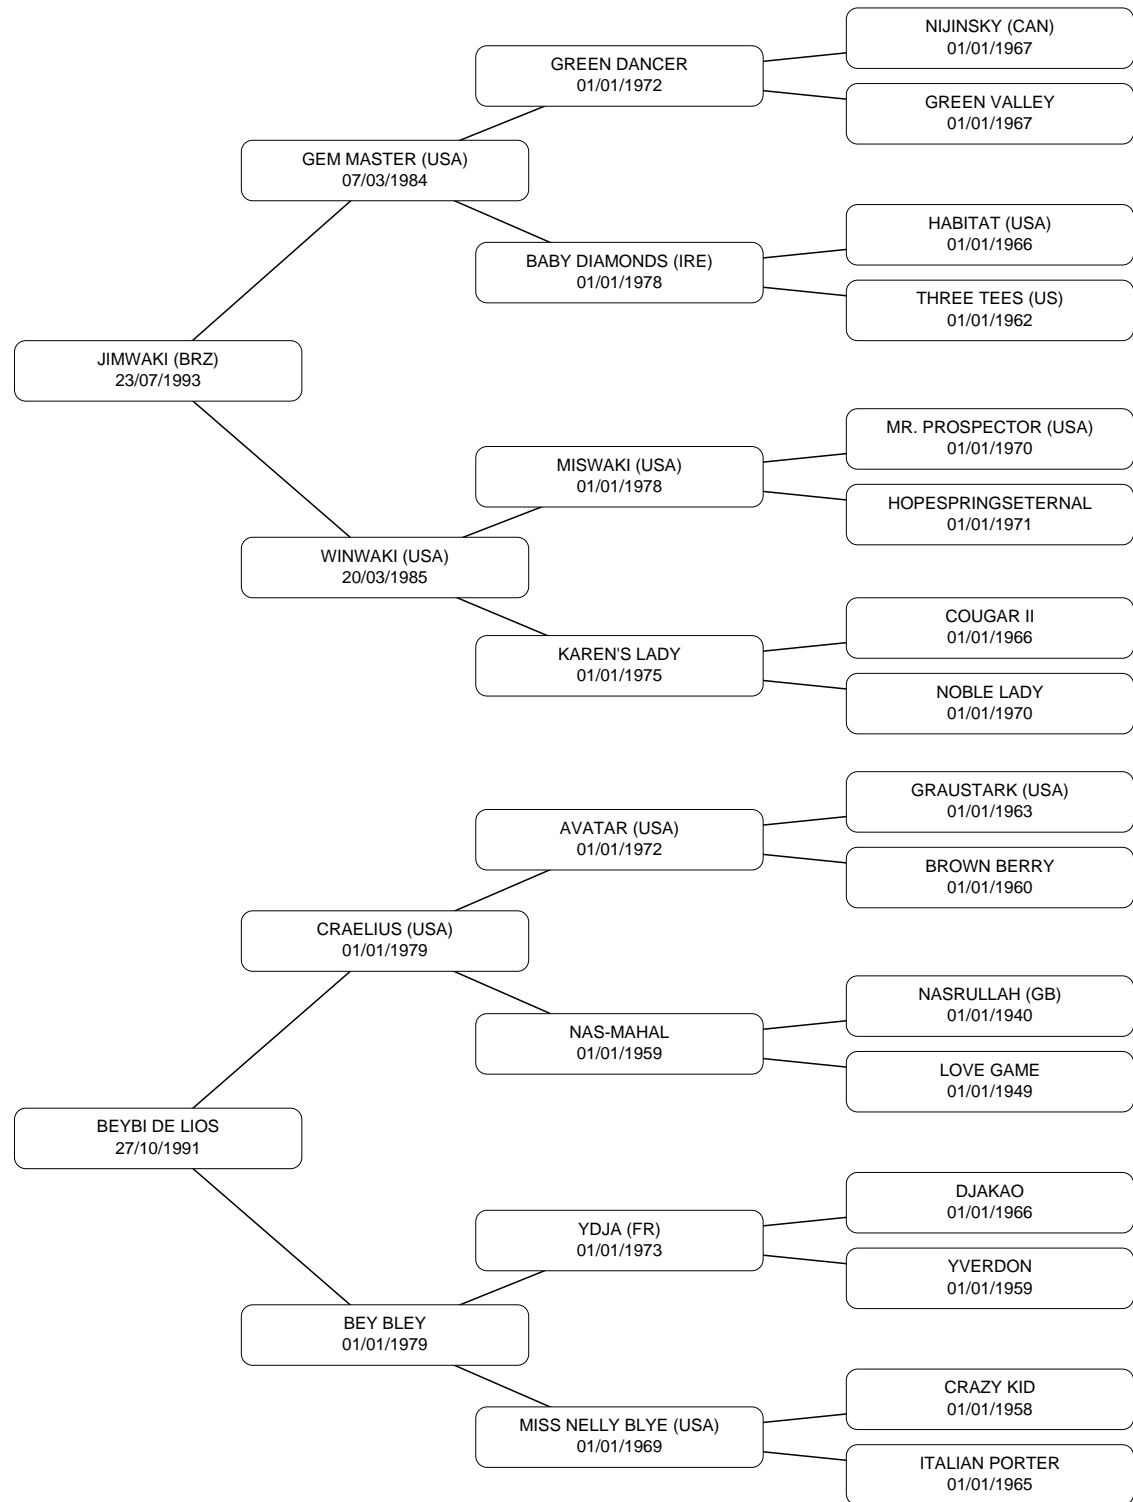 NIJINSKY (CAN)
01/01/1967
GREEN DANCER
01/01/1972
GREEN VALLEY
01/01/1967
GEM MASTER (USA)
07/03/1984
HABITAT (USA)
01/01/1966
BABY DIAMONDS (IRE)
01/01/1978
THREE TEES (US)
01/01/1962
JIMWAKI (BRZ)
23/07/1993
MR. PROSPECTOR (USA)
01/01/1970
MISWAKI (USA)
01/01/1978
HOPESPRINGSETERNAL
01/01/1971
WINWAKI (USA)
20/03/1985
COUGAR II
01/01/1966
KAREN'S LADY
01/01/1975
NOBLE LADY
01/01/1970
GRAUSTARK (USA)
01/01/1963
AVATAR (USA)
01/01/1972
BROWN BERRY
01/01/1960
CRAELIUS (USA)
01/01/1979
NASRULLAH (GB)
01/01/1940
NAS-MAHAL
01/01/1959
LOVE GAME
01/01/1949
BEYBI DE LIOS
27/10/1991
DJAKAO
01/01/1966
YDJA (FR)
01/01/1973
YVERDON
01/01/1959
BEY BLEY
01/01/1979
CRAZY KID
01/01/1958
MISS NELLY BLYE (USA)
01/01/1969
ITALIAN PORTER
01/01/1965